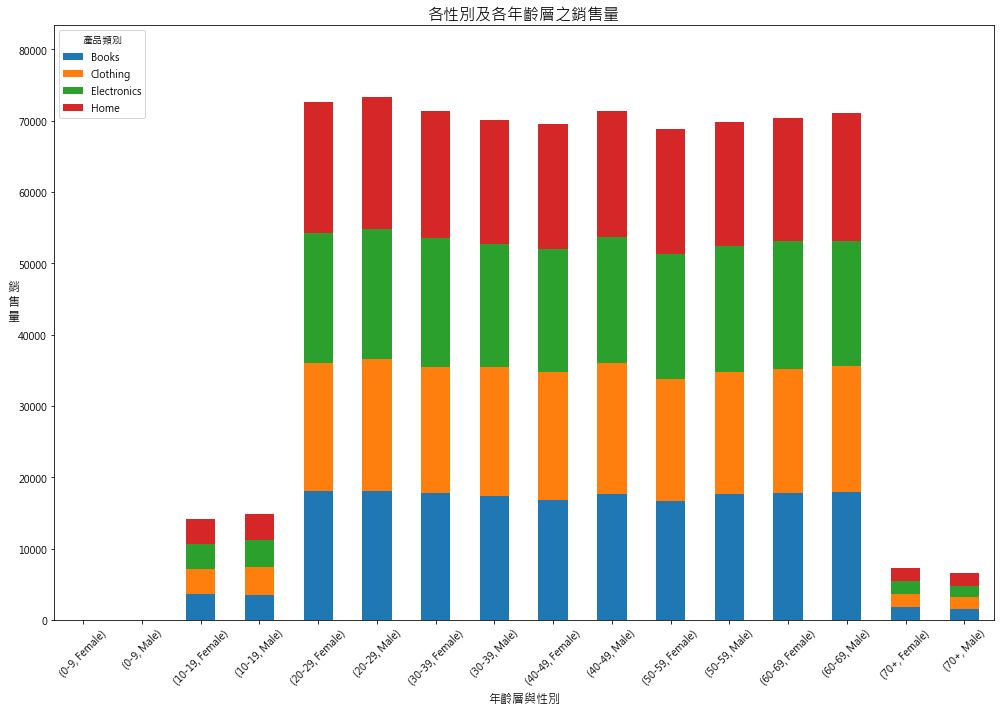 各性別及各年齡層之銷售量
產品類別
Books
Clothing
Electronics
Home
80000
70000
60000
50000
40000
30000
20000
10000
0
銷售量
(0-9, Female)
(0-9, Male)
(10-19, Female)
(10-19, Male)
(20-29, Female)
(20-29, Male)
(30-39, Female)
(30-39, Male)
(40-49, Female)
(40-49, Male)
(50-59, Female)
(50-59, Male)
(60-69, Female)
(60-69, Male)
(70+, Female)
(70+, Male)
年齡層與性別